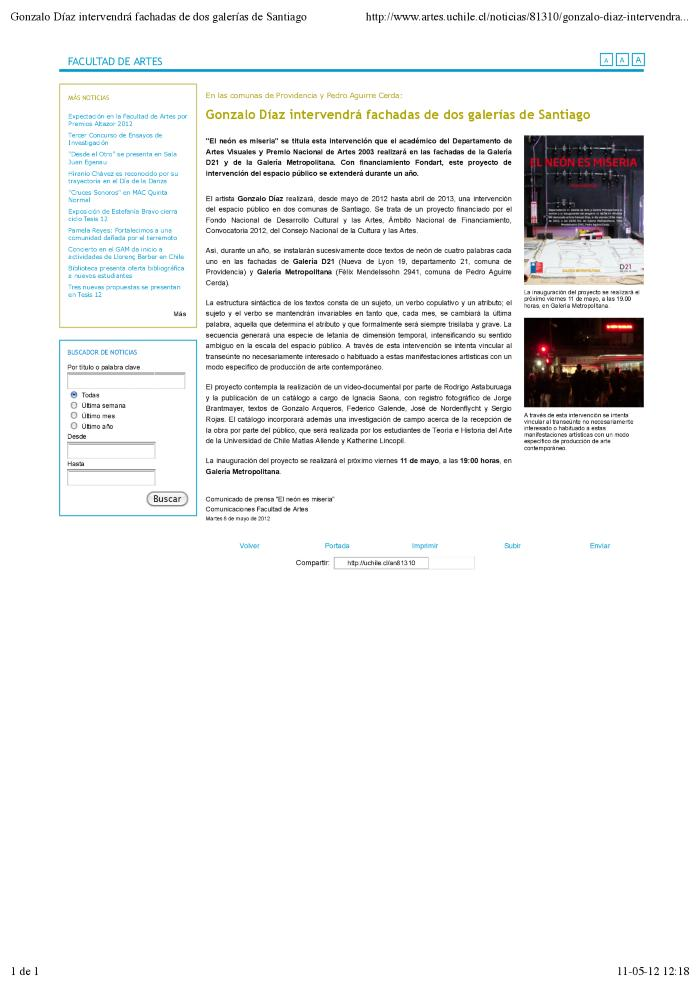 Gonzalo Díaz intervendrá fachadas de dos galerías de Santiago
http://www.artes.uchile.cl/noticias/81310/gonzalo-diaz-intervendra...
FACULTAD DE ARTES
A A A
MÁS NOTICIAS
Expectación en la Facultad de Artes por
Premios Altazor 2012
Tercer Concurso de Ensayos de
Investigación
"Desde el Otro" se presenta en Sala
Juan Egenau
Hiranio Chávez es reconocido por su
trayectoria en el Día de la Danza
"Cruces Sonoros" en MAC Quinta
Normal
Exposición de Estefanía Bravo cierra
ciclo Tesis 12
Pamela Reyes: Fortalecimos a una
comunidad dañada por el terremoto
Concierto en el GAM da inicio a
actividades de Llorenç Barber en Chile
Biblioteca presenta oferta bibliográfica
a nuevos estudiantes
Tres nuevas propuestas se presentan
en Tesis 12
Más
BUSCADOR DE NOTICIAS
Por título o palabra clave
Todas
Última semana
Último mes
Último año
Desde
Hasta
Buscar
En las comunas de Providencia y Pedro Aguirre Cerda:
Gonzalo Díaz intervendrá fachadas de dos galerías de Santiago
"El neón es miseria" se titula esta intervención que el académico del Departamento de
Artes Visuales y Premio Nacional de Artes 2003 realizará en las fachadas de la Galería
D21 y de la Galería Metropolitana. Con financiamiento Fondart, este proyecto de
intervención del espacio público se extenderá durante un año.
El artista Gonzalo Díaz realizará, desde mayo de 2012 hasta abril de 2013, una intervención
del espacio público en dos comunas de Santiago. Se trata de un proyecto financiado por el
Fondo Nacional de Desarrollo Cultural y las Artes, Ámbito Nacional de Financiamiento,
Convocatoria 2012, del Consejo Nacional de la Cultura y las Artes.
Así, durante un año, se instalarán sucesivamente doce textos de neón de cuatro palabras cada
uno en las fachadas de Galería D21 (Nueva de Lyon 19, departamento 21, comuna de
Providencia) y Galería Metropolitana (Félix Mendelssohn 2941, comuna de Pedro Aguirre
Cerda).
La estructura sintáctica de los textos consta de un sujeto, un verbo copulativo y un atributo; el
sujeto y el verbo se mantendrán invariables en tanto que, cada mes, se cambiará la última
palabra, aquella que determina el atributo y que formalmente será siempre trisílaba y grave. La
secuencia generará una especie de letanía de dimensión temporal, intensificando su sentido
ambiguo en la escala del espacio público. A través de esta intervención se intenta vincular al
transeúnte no necesariamente interesado o habituado a estas manifestaciones artísticas con un
modo específico de producción de arte contemporáneo.
El proyecto contempla la realización de un video-documental por parte de Rodrigo Astaburuaga
y la publicación de un catálogo a cargo de Ignacia Saona, con registro fotográfico de Jorge
Brantmayer, textos de Gonzalo Arqueros, Federico Galende, José de Nordenflycht y Sergio
Rojas. El catálogo incorporará además una investigación de campo acerca de la recepción de
la obra por parte del público, que será realizada por los estudiantes de Teoría e Historia del Arte
de la Universidad de Chile Matías Allende y Katherine Lincopil.
La inauguración del proyecto se realizará el próximo viernes 11 de mayo, a las 19:00 horas, en
Galería Metropolitana.
Comunicado de prensa "El neón es miseria"
Comunicaciones Facultad de Artes
Martes 8 de mayo de 2012
EL NEÓN ES MISERIA
GALERÍA METROPOLITANA
D21
La inauguración del proyecto se realizará el
próximo viernes 11 de mayo, a las 19.00
horas, en Galería Metropolitana.
A través de esta intervención se intenta
vincular al transeúnte no necesariamente
interesado o habituado a estas
manifestaciones artísticas con un modo
específico de producción de arte
contemporáneo.
Volver Portada Imprimir Subir Enviar
Compartir: http://uchile.cl/an81310
1 de 1
11-05-12 12:18